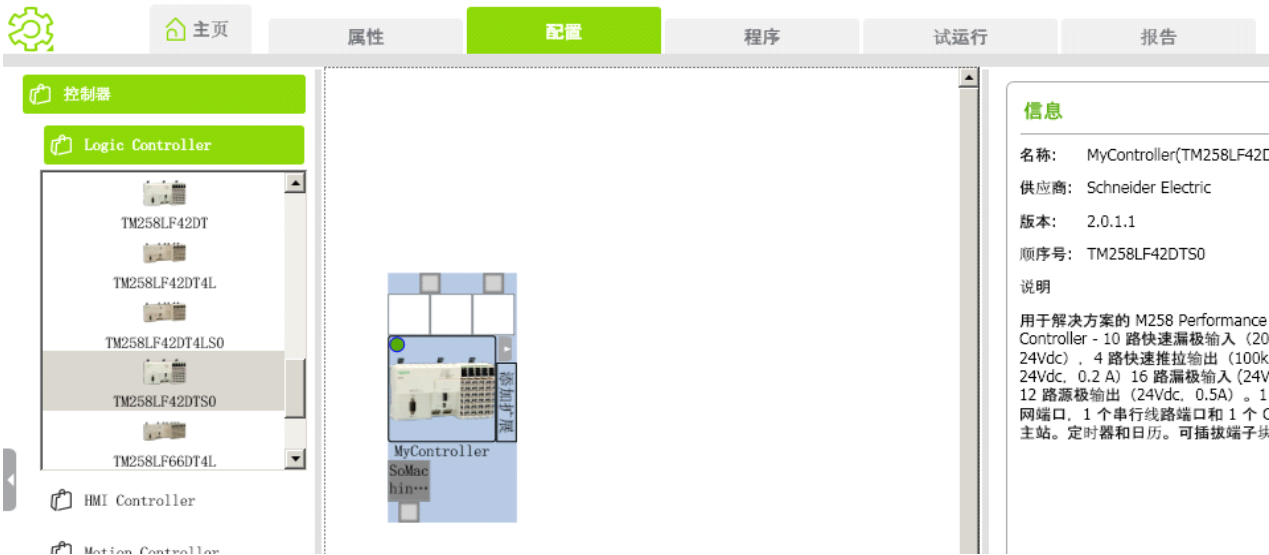 主页
属性
配置
程序
试运行
报告
控制器
Logic Controller
TM258LF42DT
TM258LF42DT4L
TM258LF42DT4LS0
TM258LF42DTS0
TM258LF66DT4L
HMI Controller
Motion Controller
添加扩展
MyController
SoMac
hin…
信息
名称: MyController(TM258LF42D
供应商: Schneider Electric
版本: 2.0.1.1
顺序号: TM258LF42DTS0
说明
用于解决方案的 M258 Performance
Controller - 10 路快速漏极输入（20
24Vdc），4 路快速推拉输出（100k
24Vdc, 0.2 A）16 路漏极输入 (24V
12 路源极输出（24Vdc, 0.5A）。1
网端口，1 个串行线路端口和 1 个 C
主站。定时器和日历。可插拔端子块